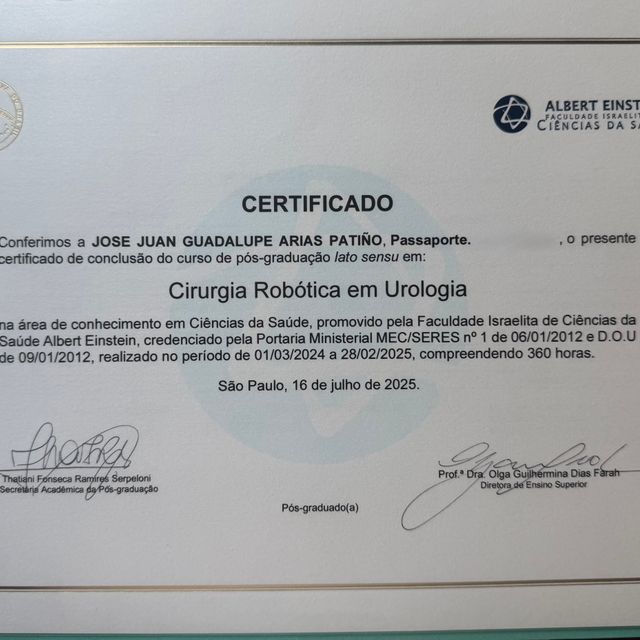 ALBERT EINST
FACULDADE ISRAELIT
CIÊNCIAS DA SA
CERTIFICADO
Conferimos a JOSE JUAN GUADALUPE ARIAS PATIÑO, Passaporte. , o presente
certificado de conclusão do curso de pós-graduação lato sensu em:
Cirurgia Robótica em Urologia
na área de conhecimento em Ciências da Saúde, promovido pela Faculdade Israelita de Ciências da
Saúde Albert Einstein, credenciado pela Portaria Ministerial MEC/SERES nº 1 de 06/01/2012 e D.O.U
de 09/01/2012, realizado no período de 01/03/2024 a 28/02/2025, compreendendo 360 horas.
São Paulo, 16 de julho de 2025.
Thatiani Fonseca Ramires Serpeloni
Secretária Acadêmica da Pós-graduação
Prof.ª Dra. Olga Guilhermina Dias Farah
Diretora de Ensino Superior
Pós-graduado(a)